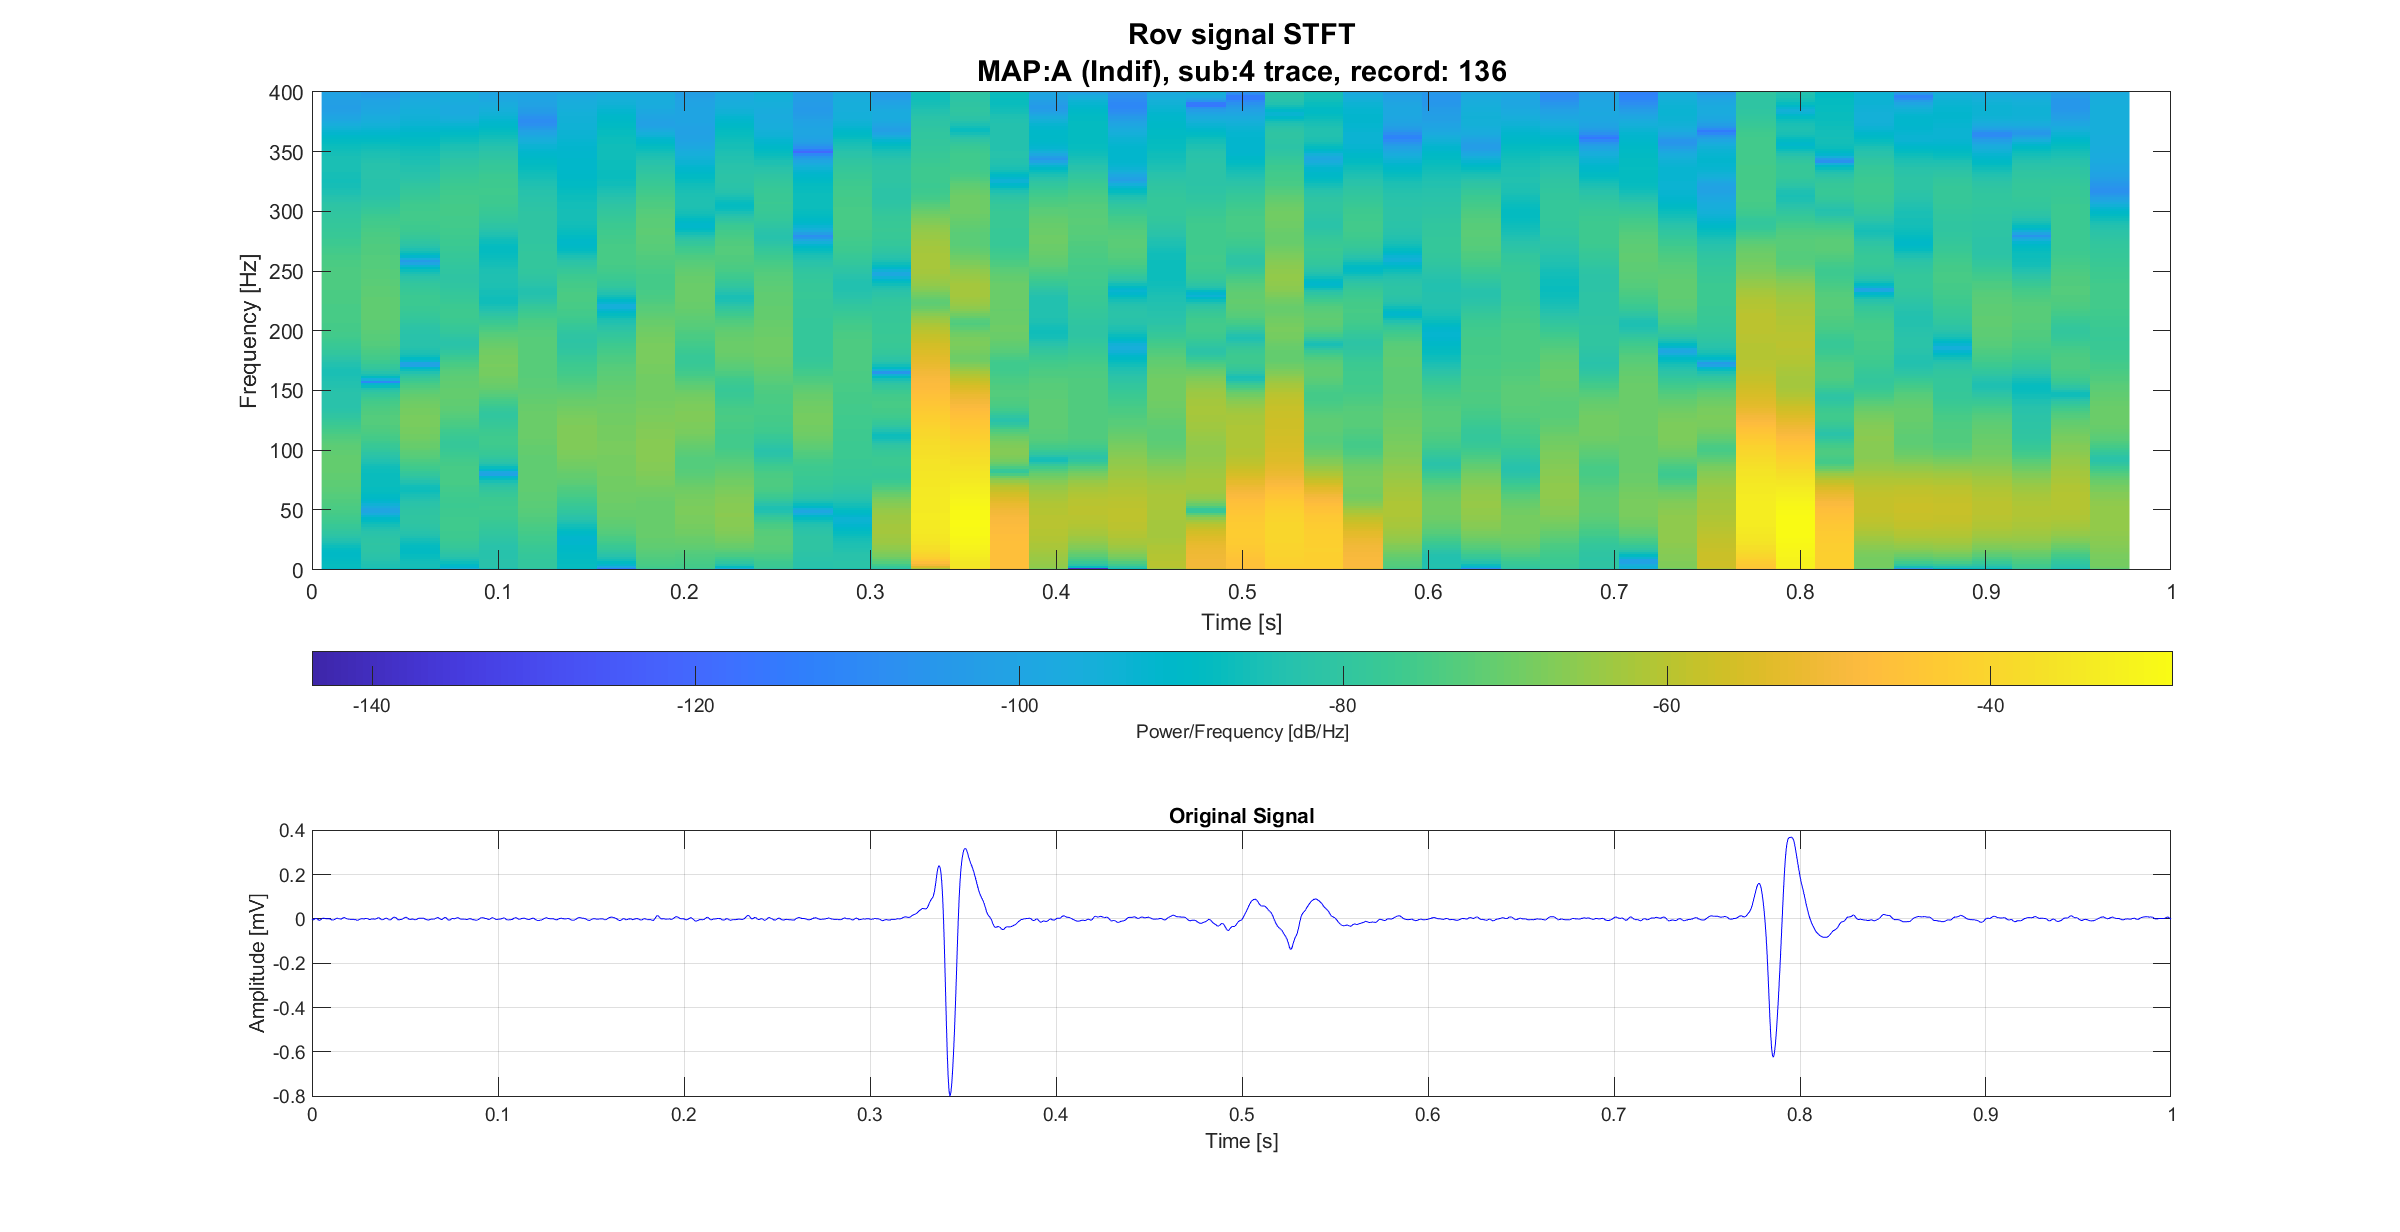 Rov signal STFT
MAP:A (Indif), sub:4 trace, record: 136
400
350
300
250
200
150
100
50
0
Frequency [Hz]
0 0.1 0.2 0.3 0.4 0.5 0.6 0.7 0.8 0.9 1
Time [s]
-140 -120 -100 -80 -60 -40
Power/Frequency [dB/Hz]
Original Signal
0.4
0.2
0
-0.2
-0.4
-0.6
-0.8
Amplitude [mV]
0 0.1 0.2 0.3 0.4 0.5 0.6 0.7 0.8 0.9 1
Time [s]